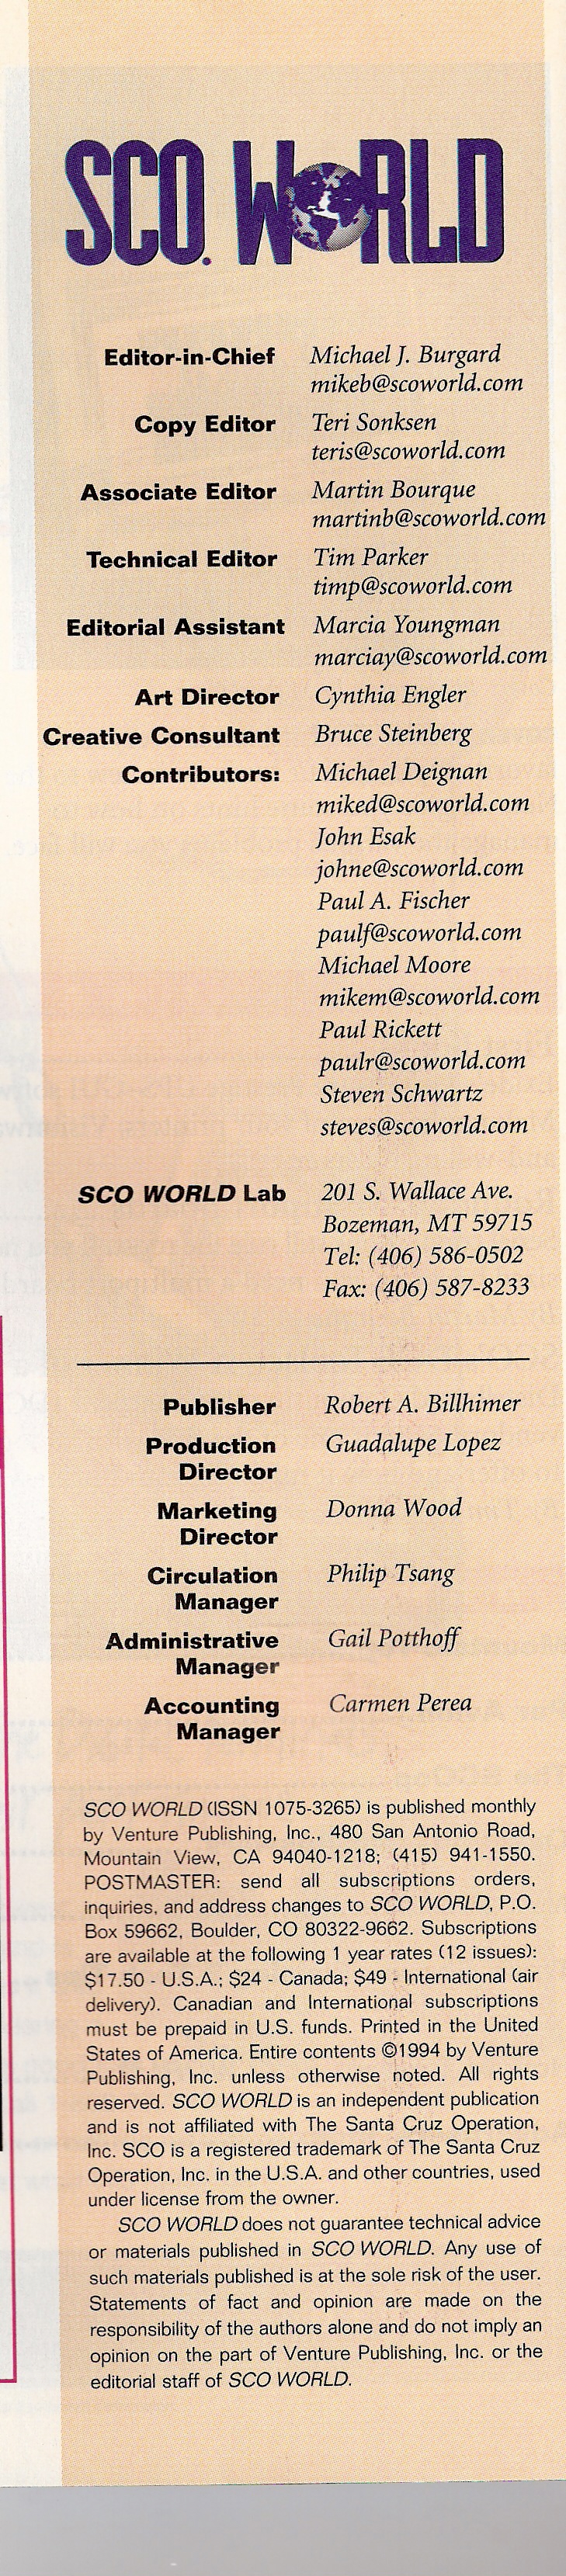 SCO. WORLD
Editor-in-Chief Michael J. Burgard
mikeb@scoworld.com
Copy Editor Teri Sonksen
teris@scoworld.com
Associate Editor Martin Bourque
martinb@scoworld.com
Technical Editor Tim Parker
timp@scoworld.com
Editorial Assistant Marcia Youngman
marciay@scoworld.com
Art Director Cynthia Engler
Creative Consultant Bruce Steinberg
Contributors: Michael Deignan
miked@scoworld.com
John Esak
johne@scoworld.com
Paul A. Fischer
paulf@scoworld.com
Michael Moore
mikem@scoworld.com
Paul Rickett
paulr@scoworld.com
Steven Schwartz
steves@scoworld.com
SCO WORLD Lab 201 S. Wallace Ave.
Bozeman, MT 59715
Tel: (406) 586-0502
Fax: (406) 587-8233
Publisher Robert A. Billhimer
Production Guadalupe Lopez
Director
Marketing Donna Wood
Director
Circulation Philip Tsang
Manager
Administrative Gail Potthoff
Manager
Accounting Carmen Perea
Manager
SCO WORLD (ISSN 1075-3265) is published monthly
by Venture Publishing, Inc., 480 San Antonio Road,
Mountain View, CA 94040-1218; (415) 941-1550.
POSTMASTER: send all subscriptions orders,
inquiries, and address changes to SCO WORLD, P.O.
Box 59662, Boulder, CO 80322-9662. Subscriptions
are available at the following 1 year rates (12 issues):
$17.50 - U.S.A.; $24 - Canada; $49 - International (air
delivery). Canadian and International subscriptions
must be prepaid in U.S. funds. Printed in the United
States of America. Entire contents ©1994 by Venture
Publishing, Inc. unless otherwise noted. All rights
reserved. SCO WORLD is an independent publication
and is not affiliated with The Santa Cruz Operation,
Inc. SCO is a registered trademark of The Santa Cruz
Operation, Inc. in the U.S.A. and other countries, used
under license from the owner.
SCO WORLD does not guarantee technical advice
or materials published in SCO WORLD. Any use of
such materials published is at the sole risk of the user.
Statements of fact and opinion are made on the
responsibility of the authors alone and do not imply an
opinion on the part of Venture Publishing, Inc. or the
editorial staff of SCO WORLD.